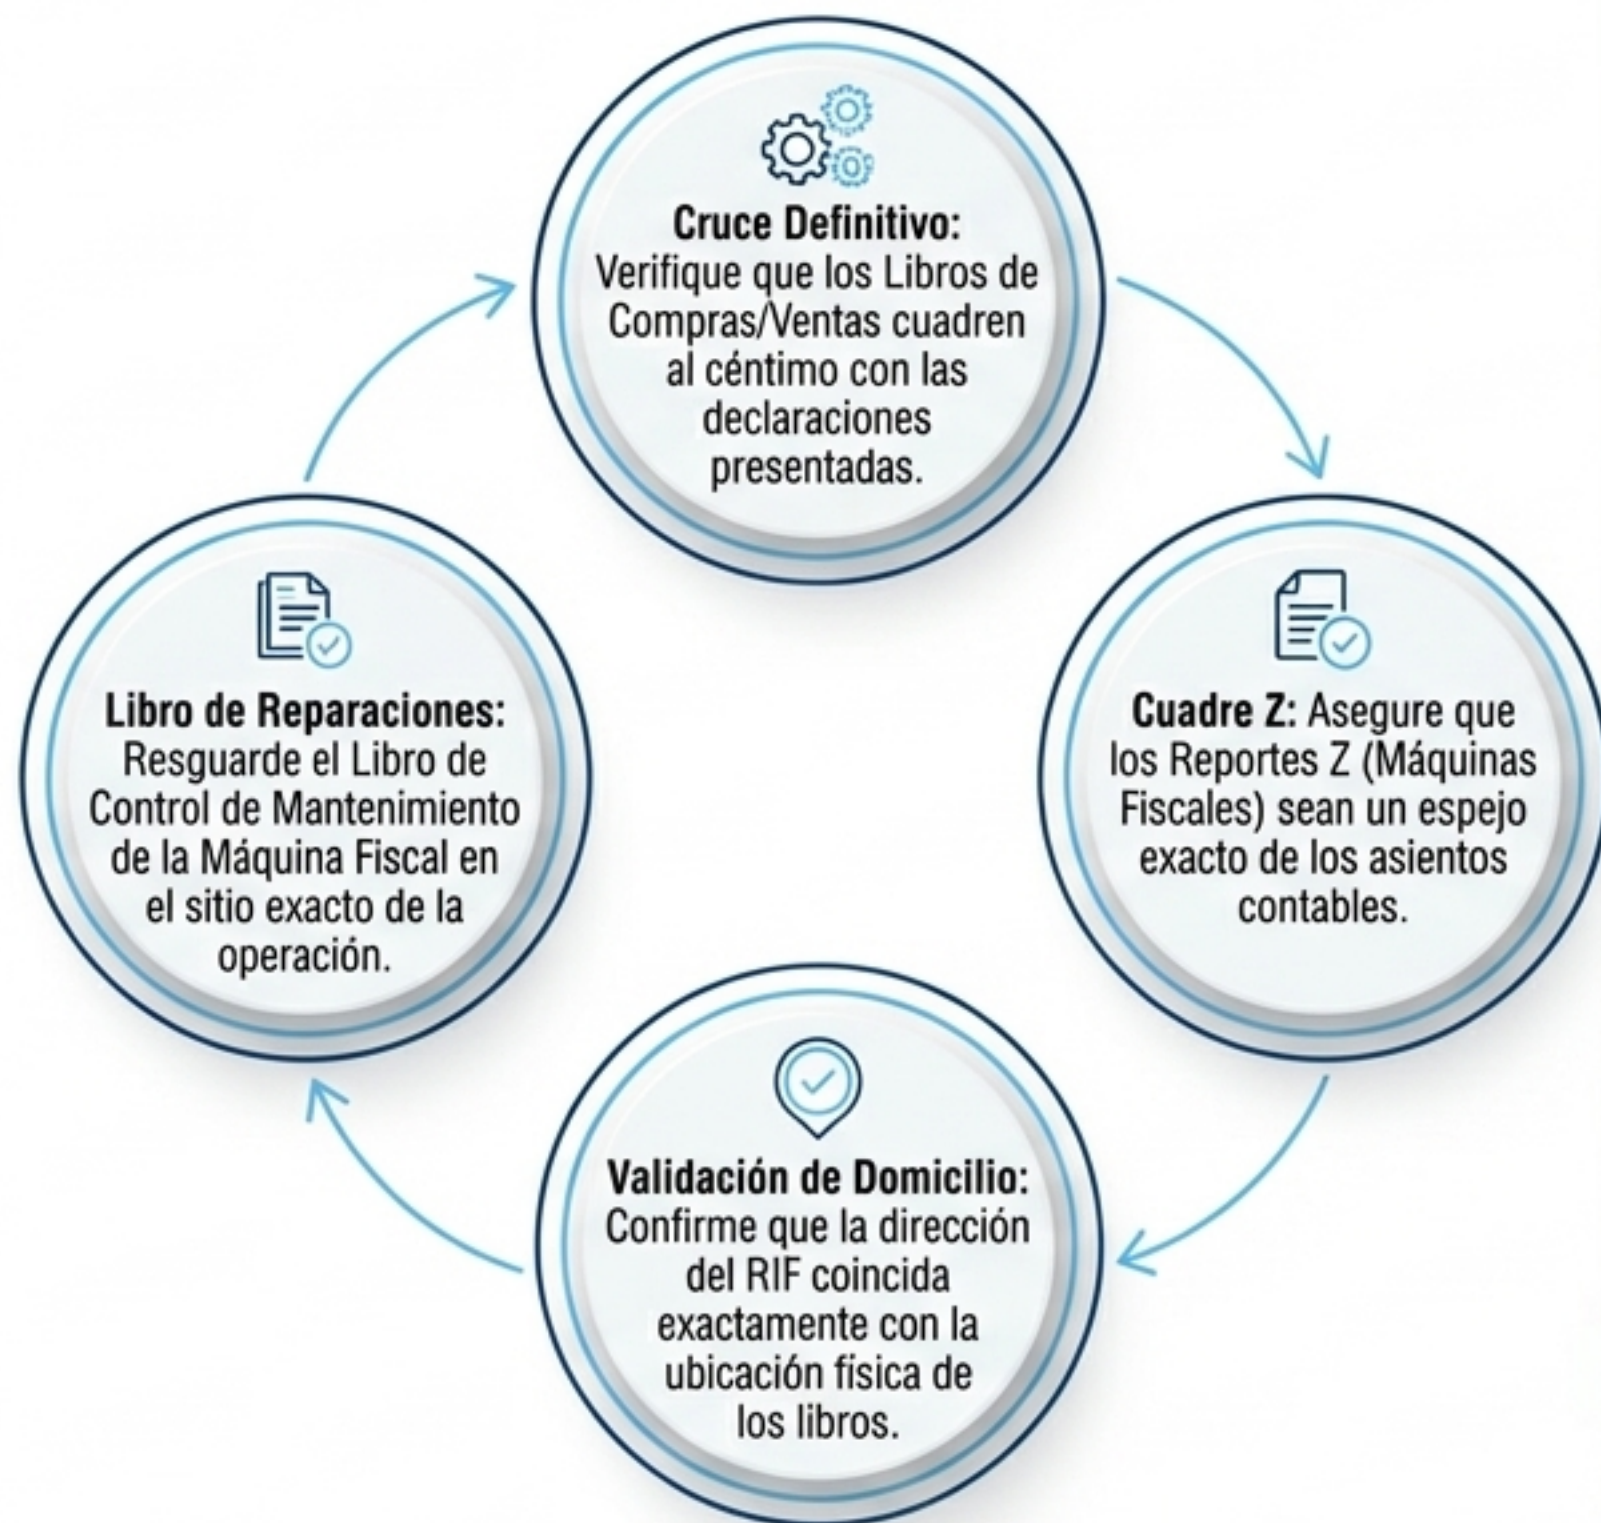 Cruce Definitivo:
Verifique que los Libros de
Compras/Ventas cuadren
al céntimo con las
declaraciones
presentadas.
Cuadre Z: Asegure que
los Reportes Z (Máquinas
Fiscales) sean un espejo
exacto de los asientos
contables.
Validación de Domicilio:
Confirme que la dirección
del RIF coincida
exactamente con la
ubicación física de
los libros.
Libro de Reparaciones:
Resguarde el Libro de
Control de Mantenimiento
de la Máquina Fiscal en
el sitio exacto de la
operación.